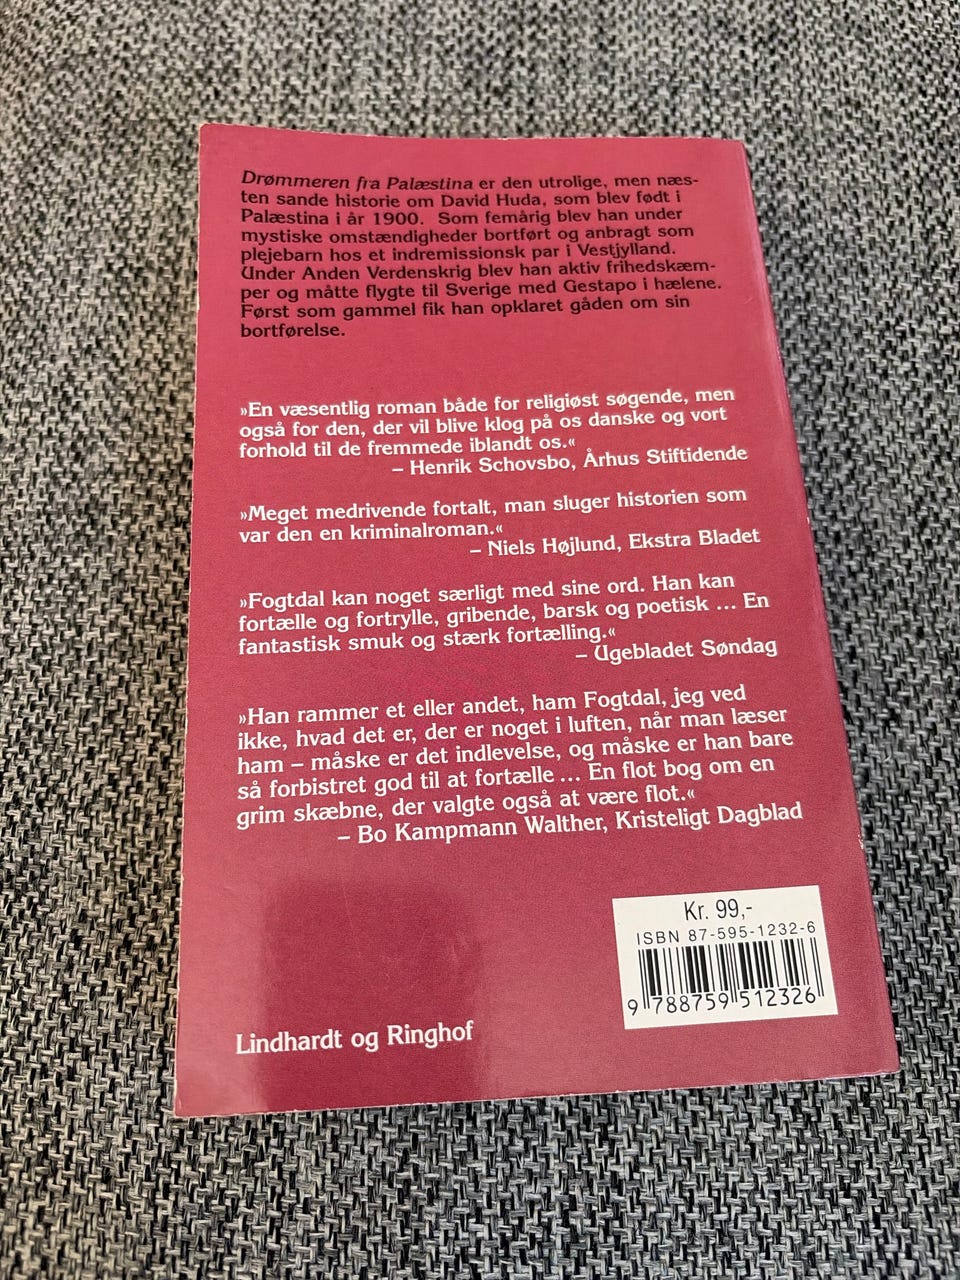 Drømmeren fra Palæstina er den utrolige, men næs-
ten sande historie om David Huda, som blev født i
Palæstina i år 1900. Som femårig blev han under
mystiske omstændigheder bortført og anbragt som
plejebarn hos et indremissionsk par i Vestjylland.
Under Anden Verdenskrig blev han aktiv frihedskæm-
per og måtte flygte til Sverige med Gestapo i hælene.
Først som gammel fik han opklaret gåden om sin
bortførelse.
»En væsentlig roman både for religiøst søgende, men
også for den, der vil blive klog på os danske og vort
forhold til de fremmede iblandt os.«
– Henrik Schovsbo, Århus Stiftidende
»Meget medrivende fortalt, man sluger historien som
var den en kriminalroman.«
– Niels Højlund, Ekstra Bladet
»Fogtdal kan noget særligt med sine ord. Han kan
fortælle og fortrylle, gribende, barsk og poetisk ... En
fantastisk smuk og stærk fortælling.«
– Ugebladet Søndag
»Han rammer et eller andet, ham Fogtdal, jeg ved
ikke, hvad det er, der er noget i luften, når man læser
ham – måske er det indlevelse, og måske er han bare
så forbistret god til at fortælle ... En flot bog om en
grim skæbne, der valgte også at være flot.«
– Bo Kampmann Walther, Kristeligt Dagblad
Kr. 99,-
ISBN 87-595-1232-6
9 788759 512326
Lindhardt og Ringhof